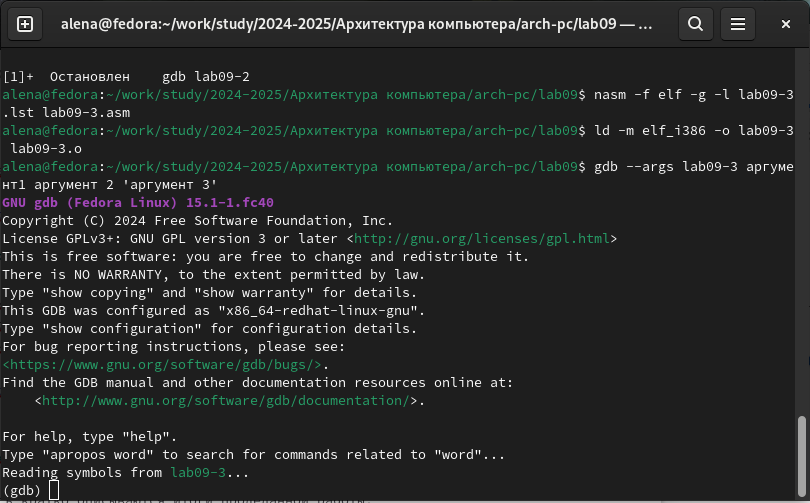 alena@fedora:~/work/study/2024-2025/Архитектура компьютера/arch-pc/lab09 — ...
[1]+  Остановлен    gdb lab09-2
alena@fedora:~/work/study/2024-2025/Архитектура компьютера/arch-pc/lab09$ nasm -f elf -g -l lab09-3
.lst lab09-3.asm
alena@fedora:~/work/study/2024-2025/Архитектура компьютера/arch-pc/lab09$ ld -m elf_i386 -o lab09-3
 lab09-3.o
alena@fedora:~/work/study/2024-2025/Архитектура компьютера/arch-pc/lab09$ gdb --args lab09-3 аргуме
нт1 аргумент 2 'аргумент 3'
GNU gdb (Fedora Linux) 15.1-1.fc40
Copyright (C) 2024 Free Software Foundation, Inc.
License GPLv3+: GNU GPL version 3 or later <http://gnu.org/licenses/gpl.html>
This is free software: you are free to change and redistribute it.
There is NO WARRANTY, to the extent permitted by law.
Type "show copying" and "show warranty" for details.
This GDB was configured as "x86_64-redhat-linux-gnu".
Type "show configuration" for configuration details.
For bug reporting instructions, please see:
<https://www.gnu.org/software/gdb/bugs/>.
Find the GDB manual and other documentation resources online at:
    <http://www.gnu.org/software/gdb/documentation/>.
For help, type "help".
Type "apropos word" to search for commands related to "word"...
Reading symbols from lab09-3...
(gdb)